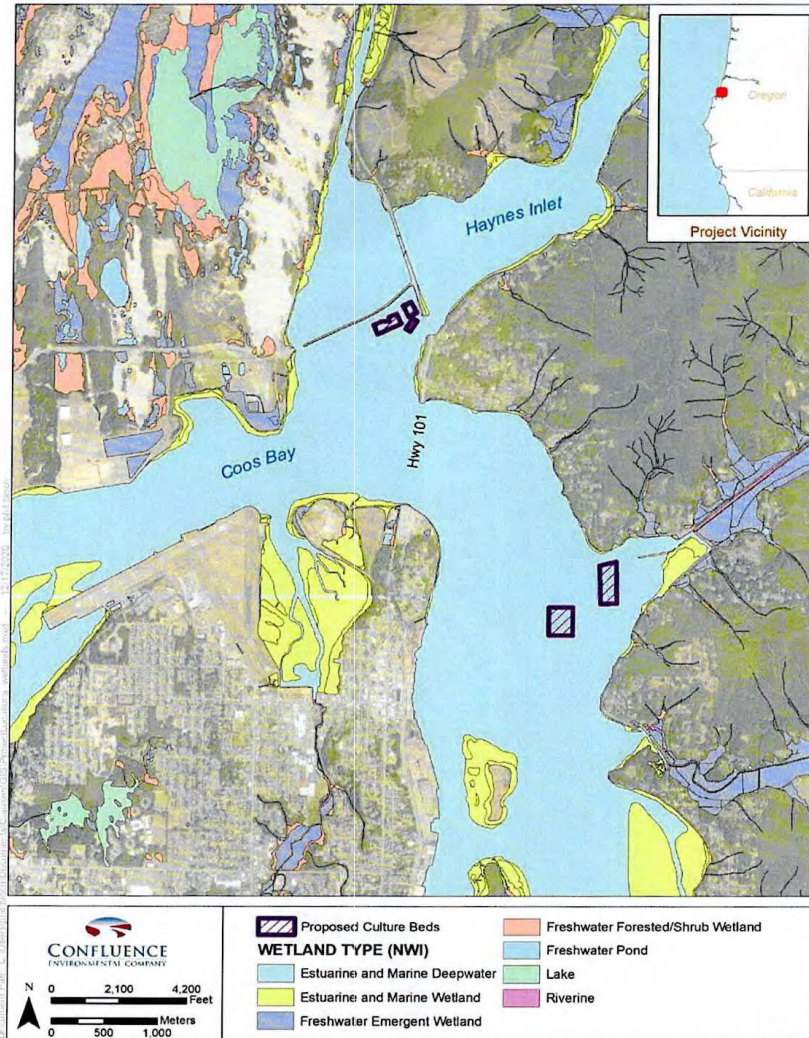 Haynes Inlet
Coos Bay
Hwy 101
Oregon
California
Project Vicinity
CONFLUENCE
ENVIRONMENTAL COMPANY
N
0 2,100 4,200
Feet
Meters
0 500 1,000
Proposed Culture Beds
WETLAND TYPE (NWI)
Estuarine and Marine Deepwater
Estuarine and Marine Wetland
Freshwater Emergent Wetland
Freshwater Forested/Shrub Wetland
Freshwater Pond
Lake
Riverine